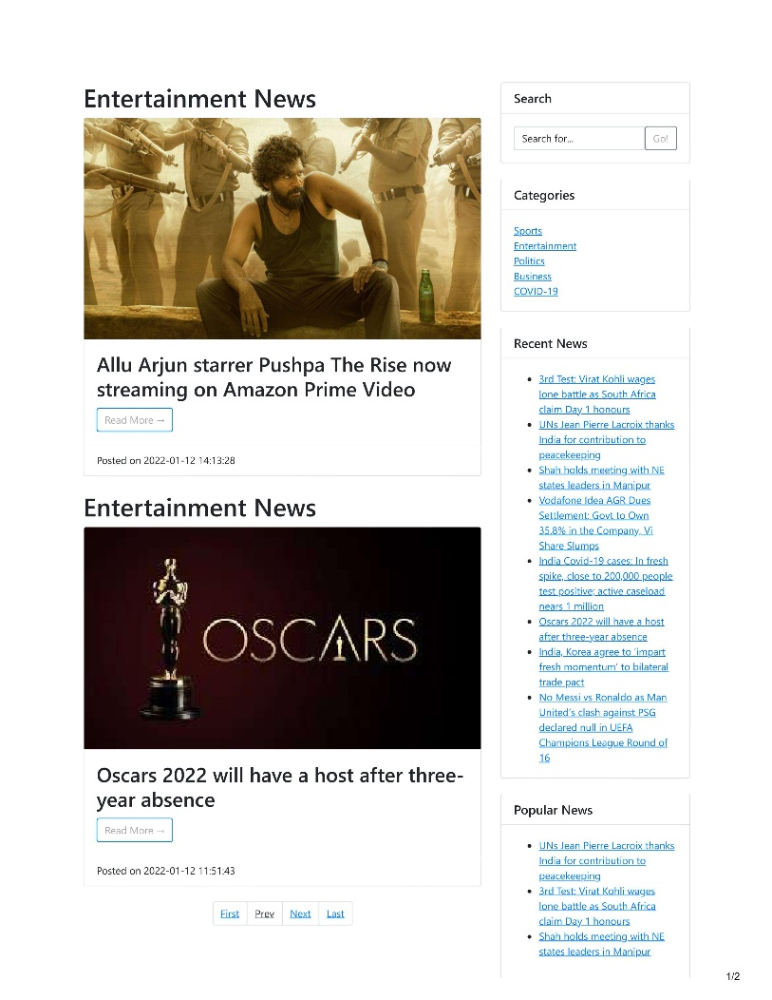 Entertainment News
Allu Arjun starrer Pushpa The Rise now
streaming on Amazon Prime Video
Read More →
Posted on 2022-01-12 14:13:28
Entertainment News
OSCARS
Oscars 2022 will have a host after three-
year absence
Read More →
Posted on 2022-01-12 11:51:43
First Prev Next Last
Search
Search for... Go!
Categories
Sports
Entertainment
Politics
Business
COVID-19
Recent News
3rd Test: Virat Kohli wages
lone battle as South Africa
claim Day 1 honours
UNs Jean Pierre Lacroix thanks
India for contribution to
peacekeeping
Shah holds meeting with NE
states leaders in Manipur
Vodafone Idea AGR Dues
Settlement: Govt to Own
35.8% in the Company, Vi
Share Slumps
India Covid-19 cases: In fresh
spike, close to 200,000 people
test positive; active caseload
nears 1 million
Oscars 2022 will have a host
after three-year absence
India, Korea agree to 'impart
fresh momentum' to bilateral
trade pact
No Messi vs Ronaldo as Man
United's clash against PSG
declared null in UEFA
Champions League Round of
16
Popular News
UNs Jean Pierre Lacroix thanks
India for contribution to
peacekeeping
3rd Test: Virat Kohli wages
lone battle as South Africa
claim Day 1 honours
Shah holds meeting with NE
states leaders in Manipur
1/2